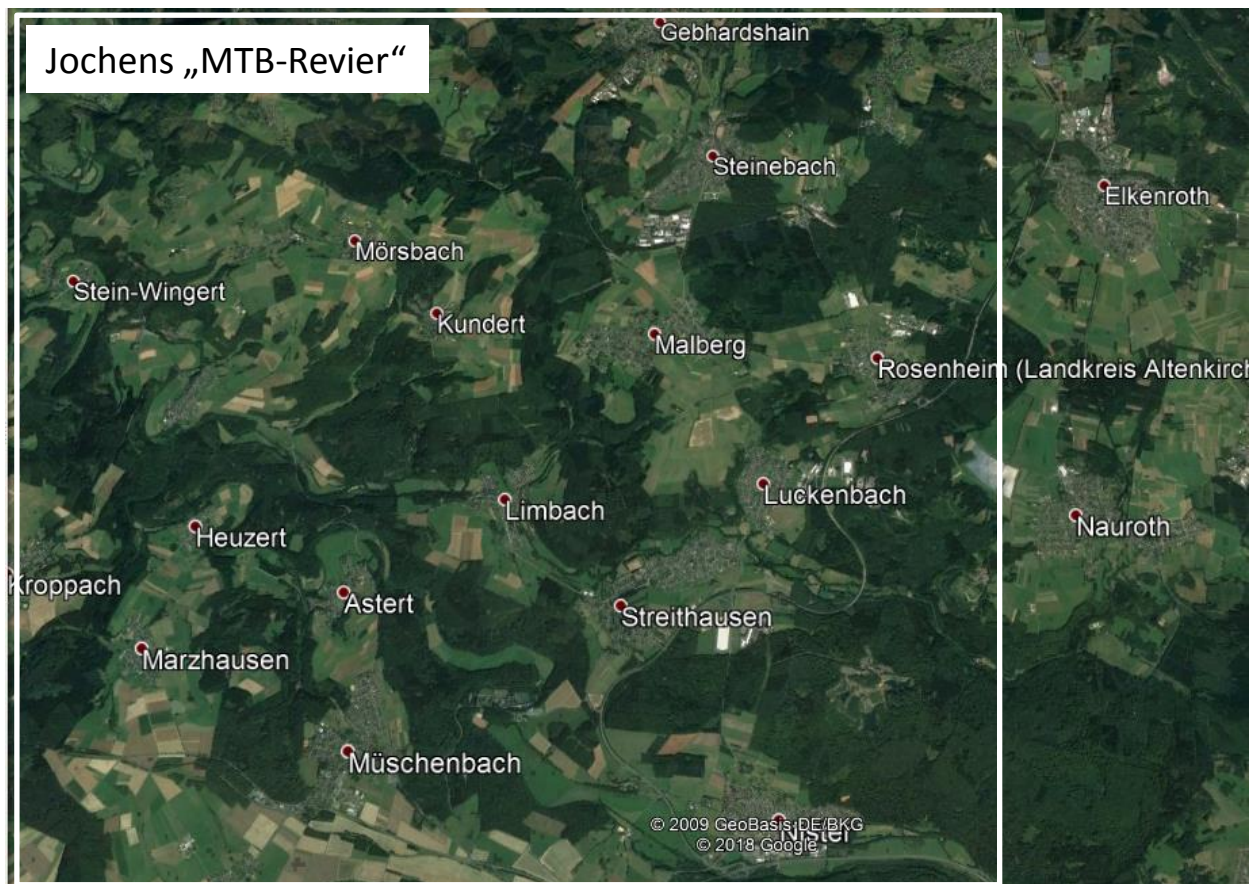 Jochens „MTB-Revier“
Gebhardshain
Steinebach
Elkenroth
Mörsbach
Stein-Wingert
Kundert
Malberg
Rosenheim (Landkreis Altenkirch
Luckenbach
Limbach
Nauroth
Heuzert
Kroppach
Astert
Streithausen
Marzhausen
Müschenbach
© 2009 GeoBasis-DE/BKG
Nister
© 2018 Google